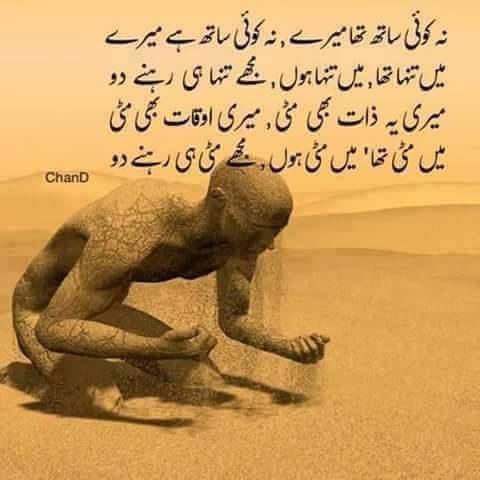 نہ کوئی ساتھ تھا میرے , نہ کوئی ساتھ ہے میرے
میں تنہا تھا , میں تنہا ہوں , مجھے تنہا ہی رہنے دو
میری یہ ذات بھی مٹی , میری اوقات بھی مٹی
میں مٹی تھا' میں مٹی ہوں , مجھے مٹی ہی رہنے دو
ChanD